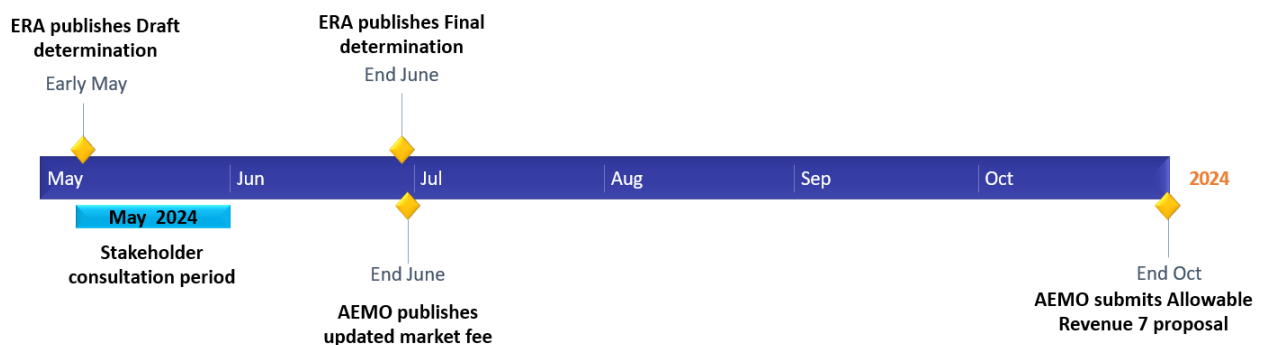 ERA publishes Draft
determination
Early May
ERA publishes Final
determination
End June
May
Jun
Jul
Aug
Sep
Oct
2024
May 2024
Stakeholder
consultation period
End June
AEMO publishes
updated market fee
End Oct
AEMO submits Allowable
Revenue 7 proposal